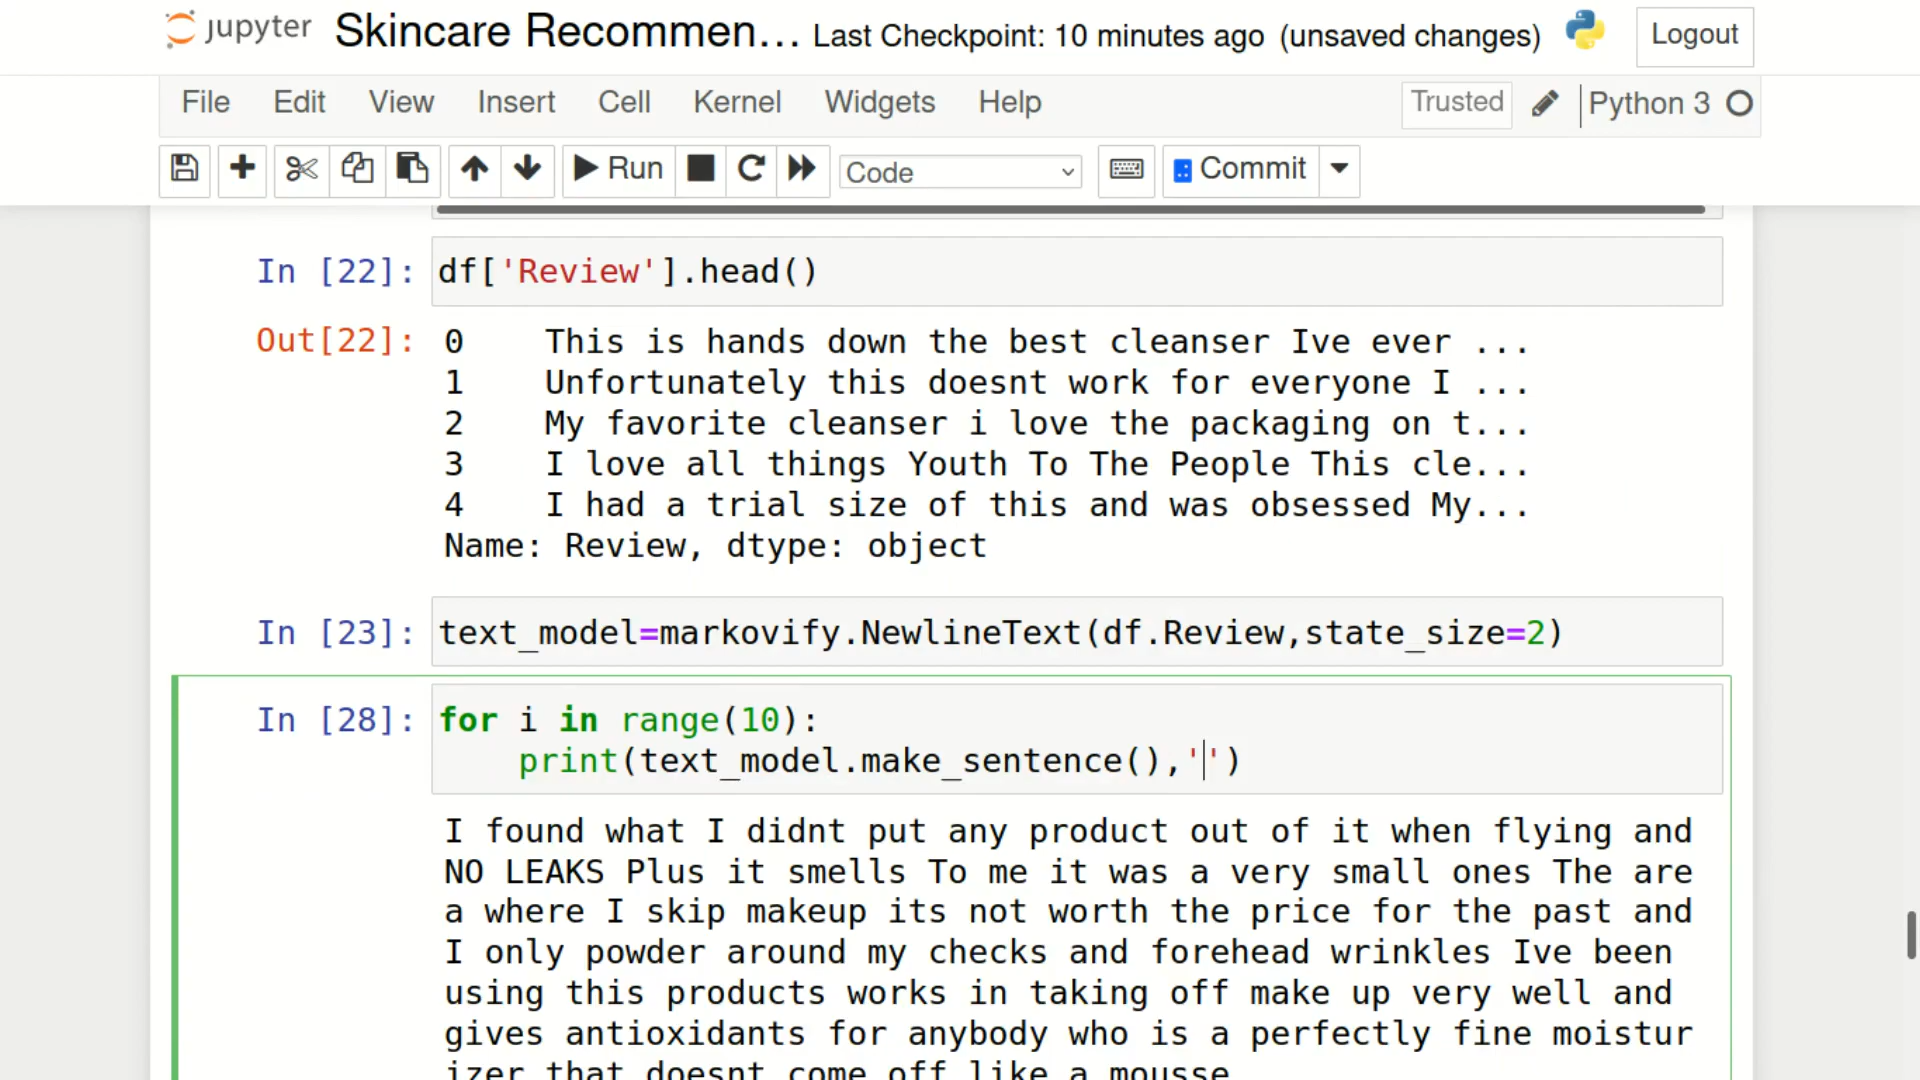 jupyter Skincare Recommen... Last Checkpoint: 10 minutes ago (unsaved changes) Logout
File Edit View Insert Cell Kernel Widgets Help Trusted Python 3
Run Code Commit
In [22]: df['Review'].head()
Out[22]: 0 This is hands down the best cleanser Ive ever ...
1 Unfortunately this doesnt work for everyone I ...
2 My favorite cleanser i love the packaging on t...
3 I love all things Youth To The People This cle...
4 I had a trial size of this and was obsessed My...
Name: Review, dtype: object
In [23]: text_model=markovify.NewlineText(df.Review,state_size=2)
In [28]: for i in range(10):
print(text_model.make_sentence(),'')
I found what I didnt put any product out of it when flying and
NO LEAKS Plus it smells To me it was a very small ones The are
a where I skip makeup its not worth the price for the past and
I only powder around my checks and forehead wrinkles Ive been
using this products works in taking off make up very well and
gives antioxidants for anybody who is a perfectly fine moistur
izer that doesnt come off like a mousse